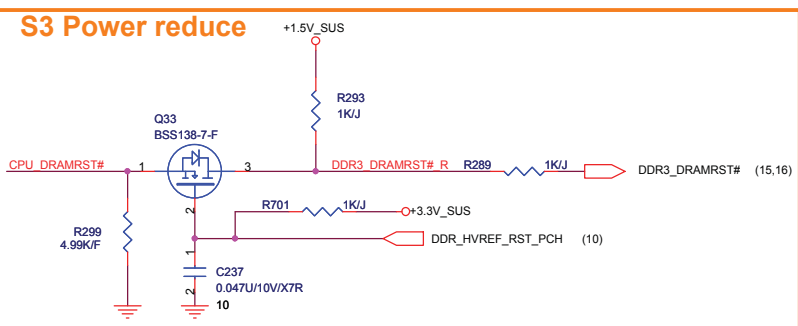 S3 Power reduce
+1.5V_SUS
R293
1K/J
Q33
BSS138-7-F
CPU_DRAMRST#
1
3
DDR3_DRAMRST#_R
R289
1K/J
DDR3_DRAMRST#
(15,16)
2
R701
1K/J
+3.3V_SUS
R299
4.99K/F
DDR_HVREF_RST_PCH
(10)
1
C237
0.047U/10V/X7R
2
10